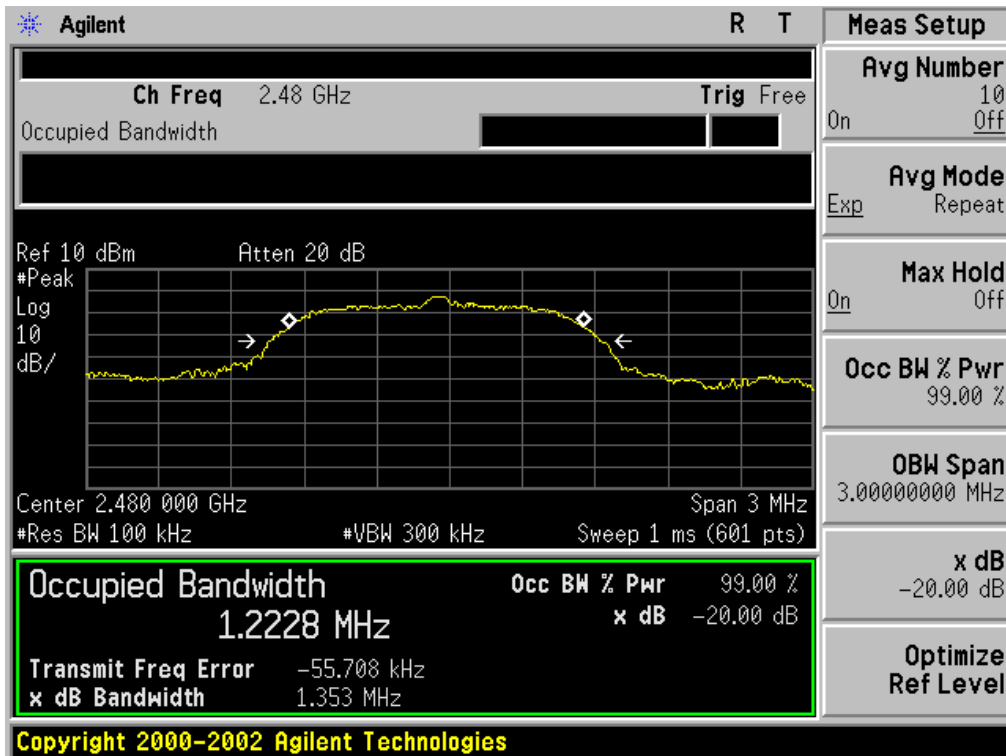 Agilent R T Meas Setup
Ch Freq 2.48 GHz Trig Free
Occupied Bandwidth
Avg Number
10
On Off
Avg Mode
Exp Repeat
Max Hold
On Off
Occ BW % Pwr
99.00 %
OBW Span
3.00000000 MHz
x dB
-20.00 dB
Optimize
Ref Level
Ref 10 dBm Atten 20 dB
#Peak
Log
10
dB/
Center 2.480 000 GHz Span 3 MHz
#Res BW 100 kHz #VBW 300 kHz Sweep 1 ms (601 pts)
Occupied Bandwidth Occ BW % Pwr 99.00 %
1.2228 MHz x dB -20.00 dB
Transmit Freq Error -55.708 kHz
x dB Bandwidth 1.353 MHz
Copyright 2000-2002 Agilent Technologies